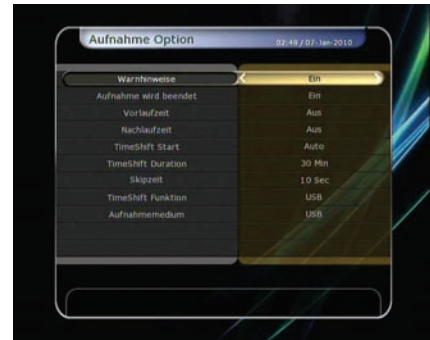 Aufnahme Option
02:49 / 07-Jan-2010
Warnhinweise Ein
Aufnahme wird beendet Ein
Vorlaufzeit Aus
Nachlaufzeit Aus
TimeShift Start Auto
TimeShift Duration 30 Min
Skipzeit 10 Sec
TimeShift Funktion USB
Aufnahmemedum USB